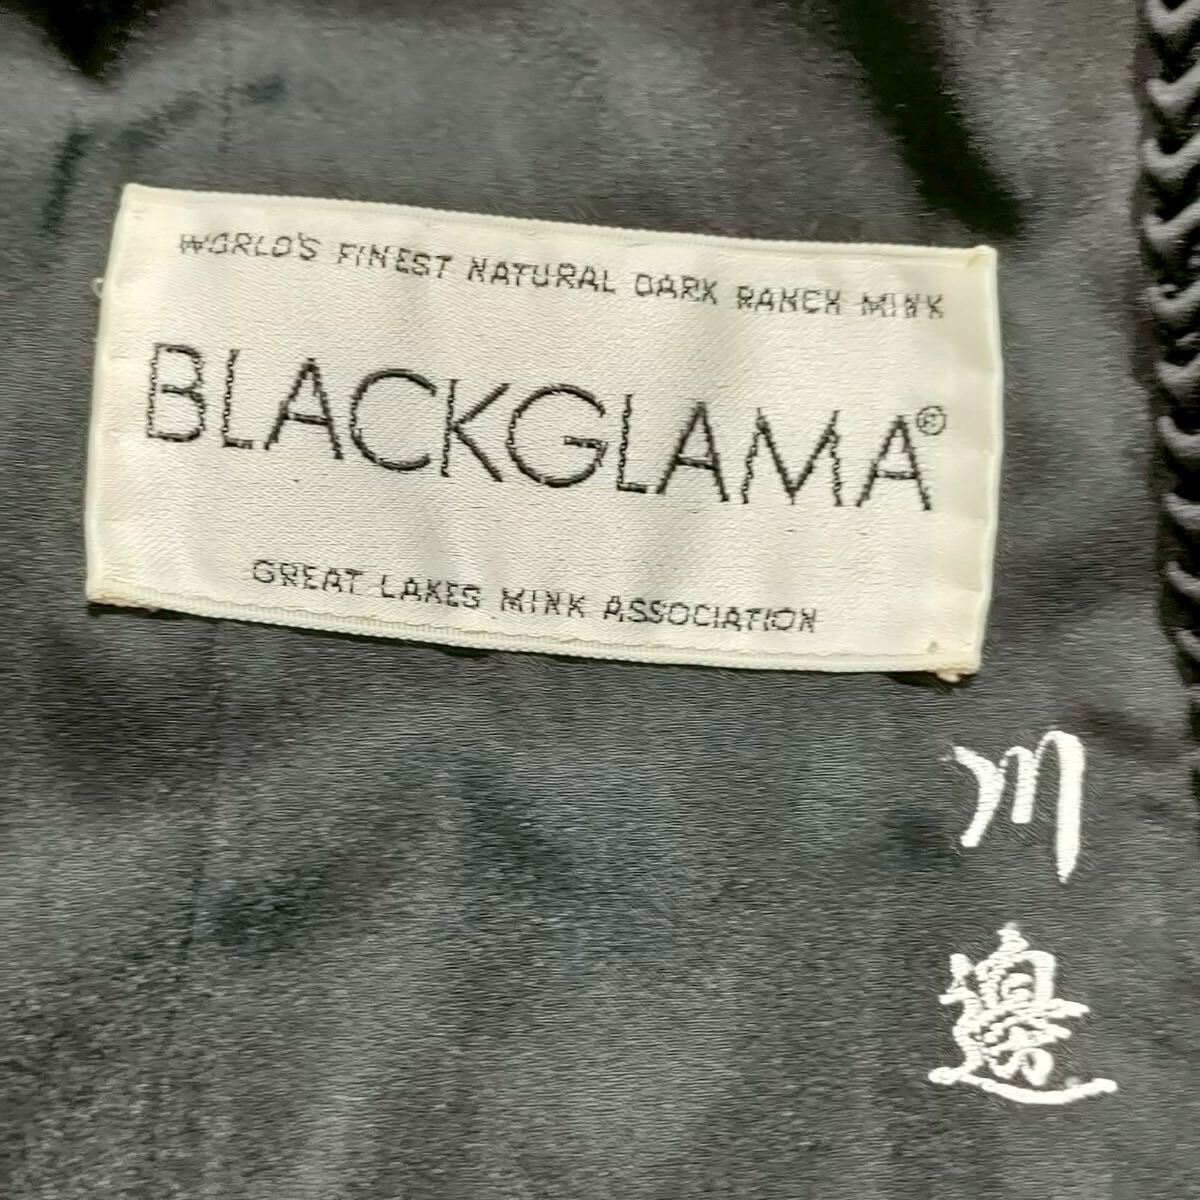 WORLD'S FINEST NATURAL DARK RANCH MINK
BLACKGLAMA®
GREAT LAKES MINK ASSOCIATION
川邊